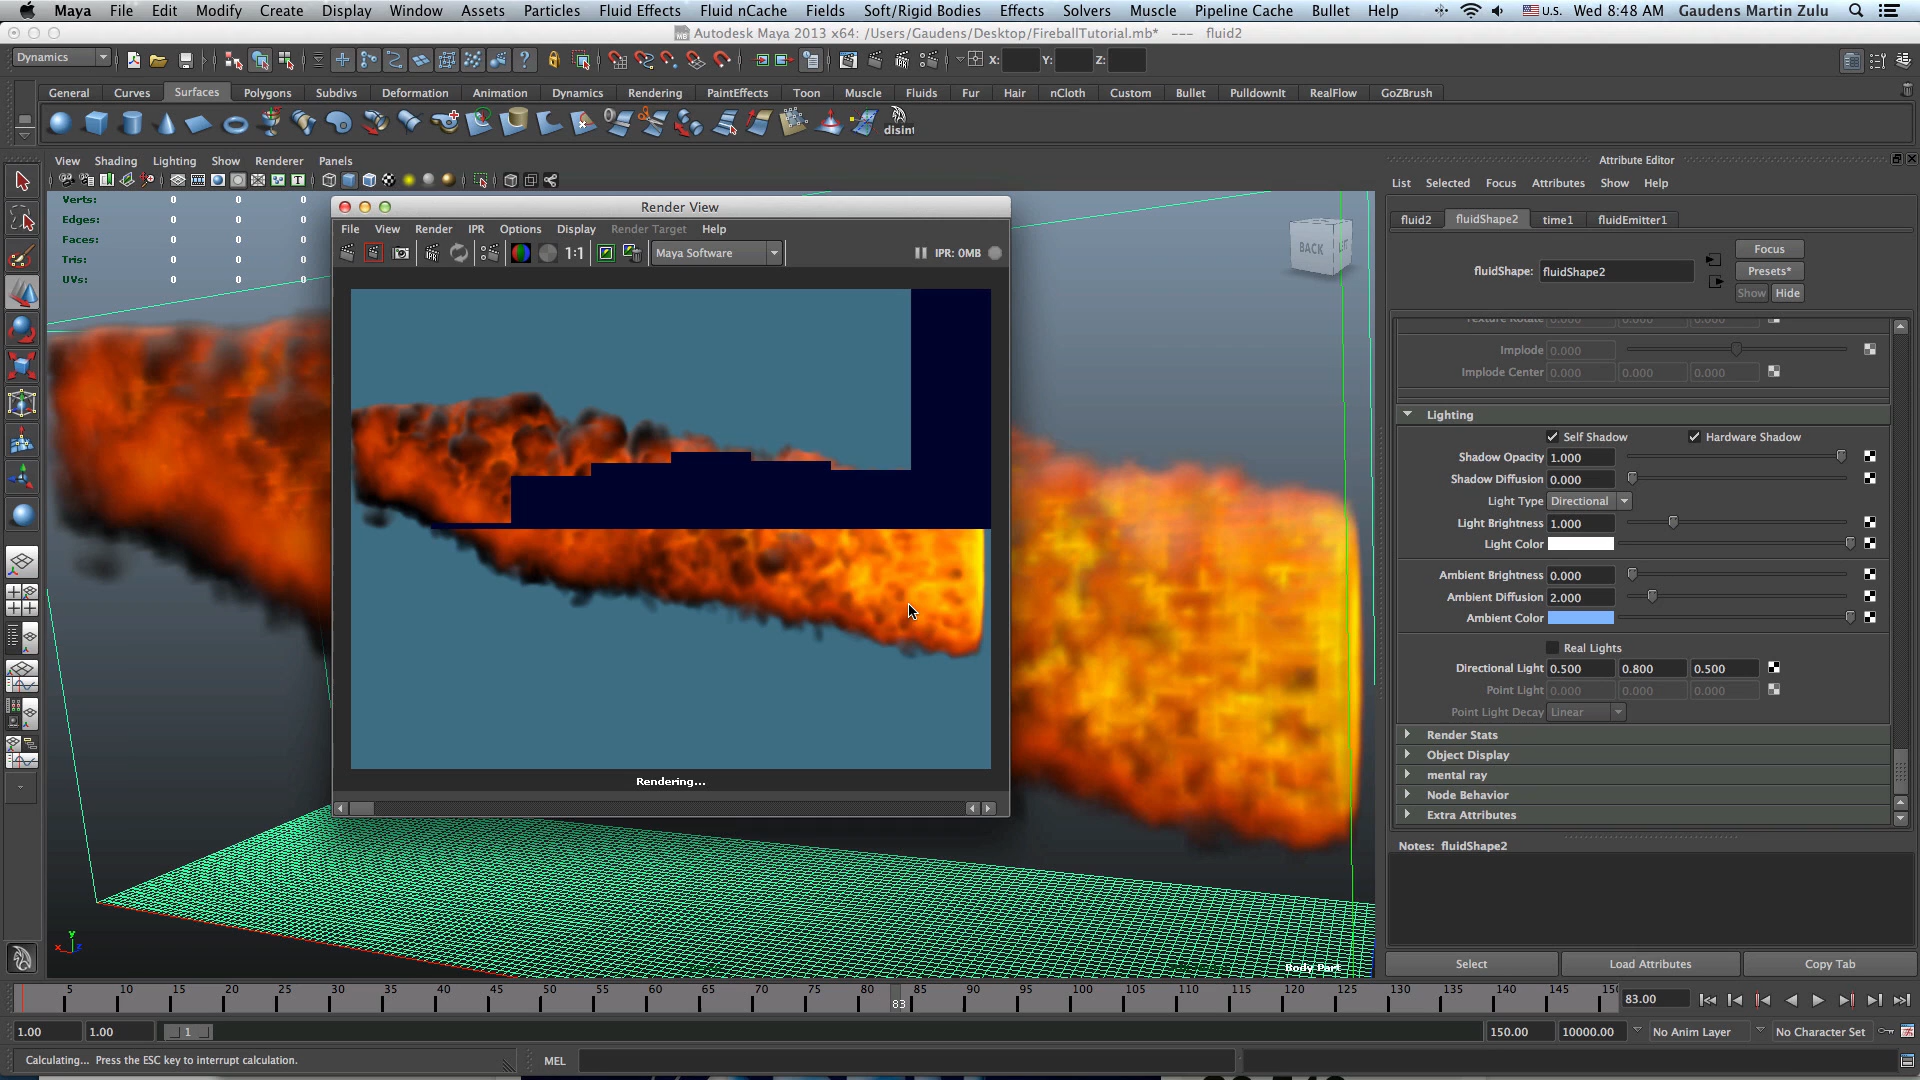 Maya File Edit Modify Create Display Window Assets Particles Fluid Effects Fluid nCache Fields Soft/Rigid Bodies Effects Solvers Muscle Pipeline Cache Bullet Help U.S. Wed 8:48 AM Gaudens Martin Zulu
Autodesk Maya 2013 x64: /Users/Gaudens/Desktop/FireballTutorial.mb* --- fluid2
Dynamics X: Y: Z:
General Curves Surfaces Polygons Subdivs Deformation Animation Dynamics Rendering PaintEffects Toon Muscle Fluids Fur Hair nCloth Custom Bullet PulldownIt RealFlow GoZBrush
disint
View Shading Lighting Show Renderer Panels
Verts: 0 0 0
Edges: 0 0 0
Faces: 0 0 0
Tris: 0 0 0
UVs: 0 0 0
BACK
Render View
File View Render IPR Options Display Render Target Help
1:1 Maya Software IPR: 0MB
Rendering...
Body Part
y
x z
Attribute Editor
List Selected Focus Attributes Show Help
fluid2 fluidShape2 time1 fluidEmitter1
Focus
fluidShape: fluidShape2 Presets*
Show Hide
Texture Rotate 0.000 0.000 0.000
Implode 0.000
Implode Center 0.000 0.000 0.000
Lighting
Self Shadow Hardware Shadow
Shadow Opacity 1.000
Shadow Diffusion 0.000
Light Type Directional
Light Brightness 1.000
Light Color
Ambient Brightness 0.000
Ambient Diffusion 2.000
Ambient Color
Real Lights
Directional Light 0.500 0.800 0.500
Point Light 0.000 0.000 0.000
Point Light Decay Linear
Render Stats
Object Display
mental ray
Node Behavior
Extra Attributes
Notes: fluidShape2
Select Load Attributes Copy Tab
5 10 15 20 25 30 35 40 45 50 55 60 65 70 75 80 85 90 95 100 105 110 115 120 125 130 135 140 145 150
83 83.00
1.00 1.00 1 150.00 10000.00 No Anim Layer No Character Set
Calculating... Press the ESC key to interrupt calculation. MEL